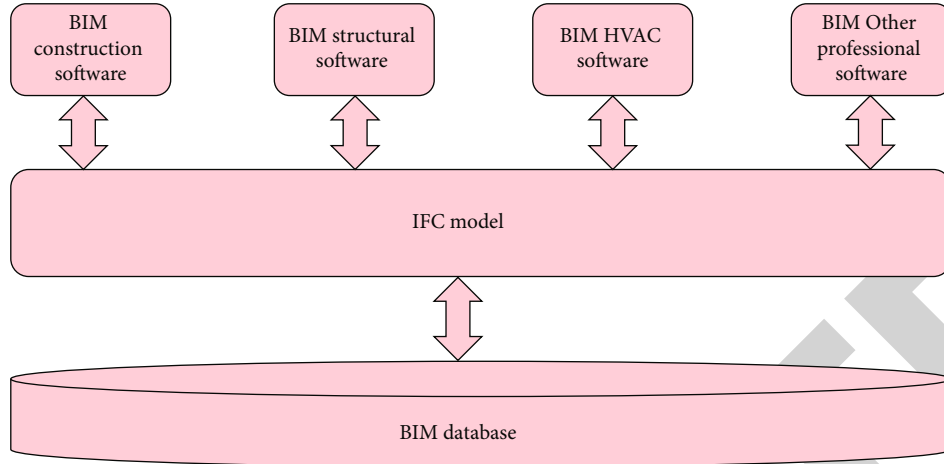 BIM
construction
software
BIM structural
software
BIM HVAC
software
BIM Other
professional
software
IFC model
BIM database